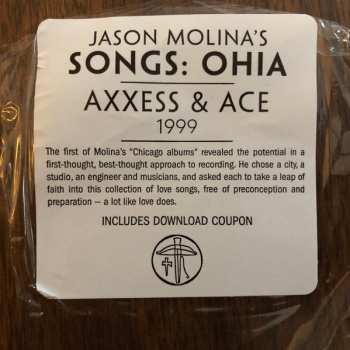 JASON MOLINA'S
SONGS: OHIA
AXXESS & ACE
1999
The first of Molina's "Chicago albums" revealed the potential in a
first-thought, best-thought approach to recording. He chose a city, a
studio, an engineer and musicians, and asked each to take a leap of
faith into this collection of love songs, free of preconception and
preparation — a lot like love does.
INCLUDES DOWNLOAD COUPON